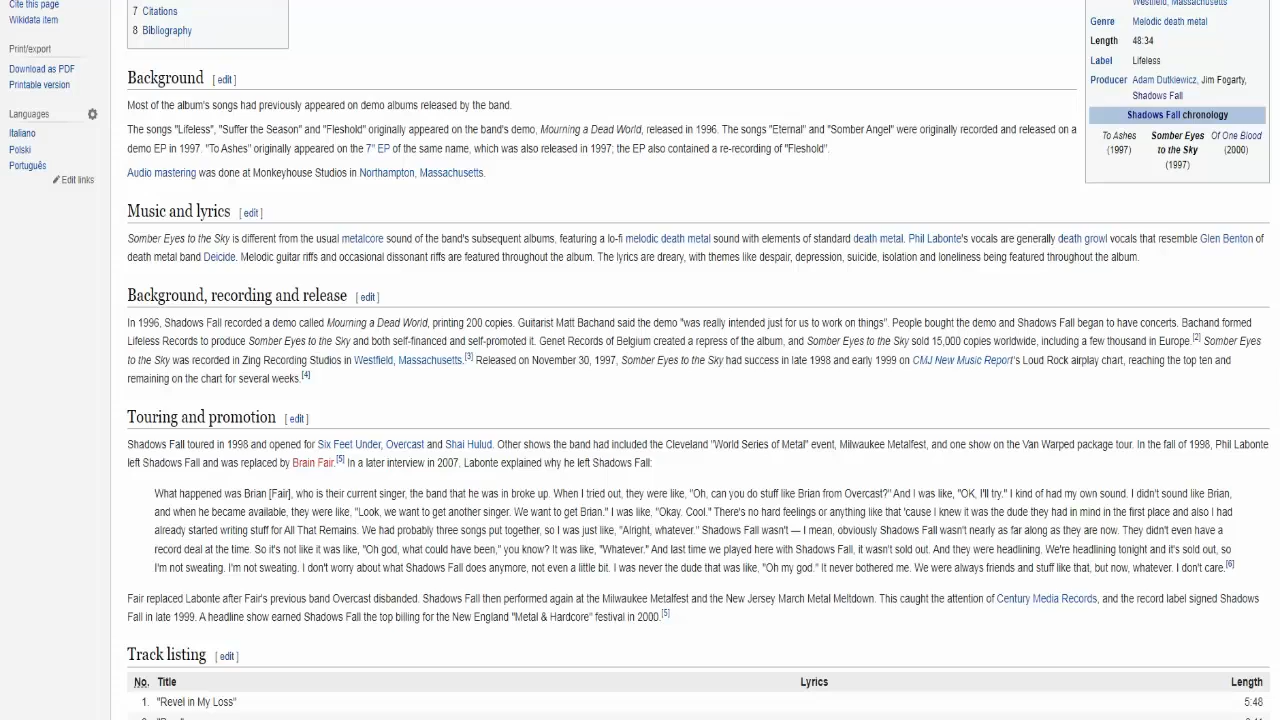 Cite this page
Wikidata item
Print/export
Download as PDF
Printable version
Languages
Italiano
Polski
Português
Edit links
7 Citations
8 Bibliography
Westfield, Massachusetts
Genre Melodic death metal
Length 48:34
Label Lifeless
Producer Adam Dutkiewicz, Jim Fogarty,
Shadows Fall
Shadows Fall chronology
To Ashes (1997)
Somber Eyes to the Sky (1997)
Of One Blood (2000)
Background [ edit ]
Most of the album's songs had previously appeared on demo albums released by the band.
The songs "Lifeless", "Suffer the Season" and "Fleshold" originally appeared on the band's demo, Mourning a Dead World, released in 1996. The songs "Eternal" and "Somber Angel" were originally recorded and released on a
demo EP in 1997. "To Ashes" originally appeared on the 7" EP of the same name, which was also released in 1997; the EP also contained a re-recording of "Fleshold".
Audio mastering was done at Monkeyhouse Studios in Northampton, Massachusetts.
Music and lyrics [ edit ]
Somber Eyes to the Sky is different from the usual metalcore sound of the band's subsequent albums, featuring a lo-fi melodic death metal sound with elements of standard death metal. Phil Labonte's vocals are generally death growl vocals that resemble Glen Benton of
death metal band Deicide. Melodic guitar riffs and occasional dissonant riffs are featured throughout the album. The lyrics are dreary, with themes like despair, depression, suicide, isolation and loneliness being featured throughout the album.
Background, recording and release [ edit ]
In 1996, Shadows Fall recorded a demo called Mourning a Dead World, printing 200 copies. Guitarist Matt Bachand said the demo "was really intended just for us to work on things". People bought the demo and Shadows Fall began to have concerts. Bachand formed
Lifeless Records to produce Somber Eyes to the Sky and both self-financed and self-promoted it. Genet Records of Belgium created a repress of the album, and Somber Eyes to the Sky sold 15,000 copies worldwide, including a few thousand in Europe.[2] Somber Eyes
to the Sky was recorded in Zing Recording Studios in Westfield, Massachusetts.[3] Released on November 30, 1997, Somber Eyes to the Sky had success in late 1998 and early 1999 on CMJ New Music Report's Loud Rock airplay chart, reaching the top ten and
remaining on the chart for several weeks.[4]
Touring and promotion [ edit ]
Shadows Fall toured in 1998 and opened for Six Feet Under, Overcast and Shai Hulud. Other shows the band had included the Cleveland "World Series of Metal" event, Milwaukee Metalfest, and one show on the Van Warped package tour. In the fall of 1998, Phil Labonte
left Shadows Fall and was replaced by Brain Fair.[5] In a later interview in 2007, Labonte explained why he left Shadows Fall:
What happened was Brian [Fair], who is their current singer, the band that he was in broke up. When I tried out, they were like, "Oh, can you do stuff like Brian from Overcast?" And I was like, "OK, I'll try." I kind of had my own sound. I didn't sound like Brian,
and when he became available, they were like, "Look, we want to get another singer. We want to get Brian." I was like, "Okay. Cool." There's no hard feelings or anything like that 'cause I knew it was the dude they had in mind in the first place and also I had
already started writing stuff for All That Remains. We had probably three songs put together, so I was just like, "Alright, whatever." Shadows Fall wasn't — I mean, obviously Shadows Fall wasn't nearly as far along as they are now. They didn't even have a
record deal at the time. So it's not like it was like, "Oh god, what could have been," you know? It was like, "Whatever." And last time we played here with Shadows Fall, it wasn't sold out. And they were headlining. We're headlining tonight and it's sold out, so
I'm not sweating. I'm not sweating. I don't worry about what Shadows Fall does anymore, not even a little bit. I was never the dude that was like, "Oh my god." It never bothered me. We were always friends and stuff like that, but now, whatever. I don't care.[6]
Fair replaced Labonte after Fair's previous band Overcast disbanded. Shadows Fall then performed again at the Milwaukee Metalfest and the New Jersey March Metal Meltdown. This caught the attention of Century Media Records, and the record label signed Shadows
Fall in late 1999. A headline show earned Shadows Fall the top billing for the New England "Metal & Hardcore" festival in 2000.[5]
Track listing [ edit ]
No. Title Lyrics Length
1. "Revel in My Loss" 5:48